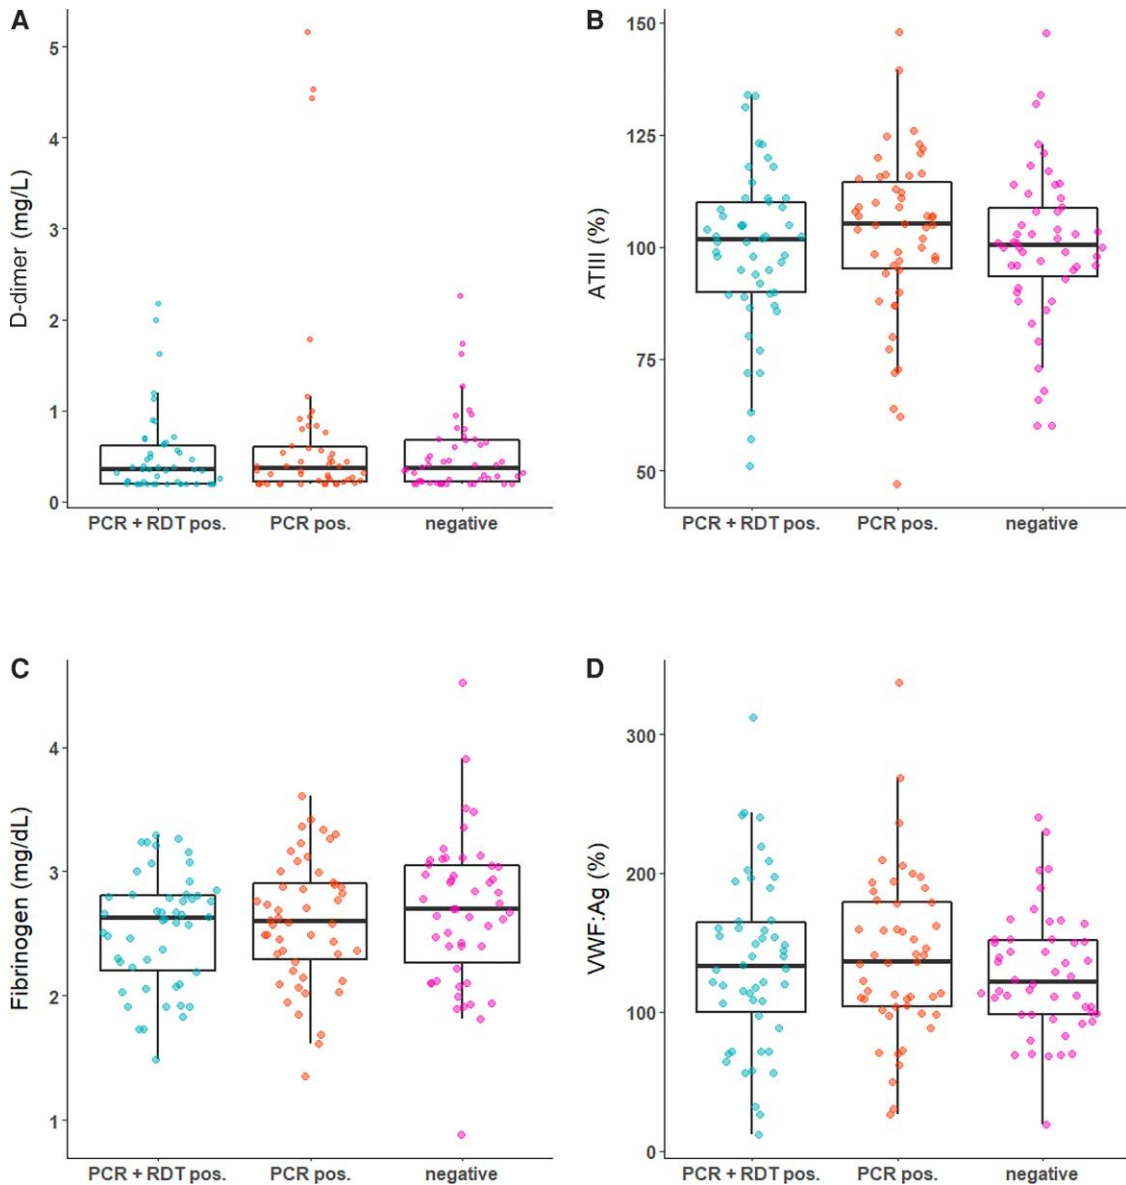 A
D-dimer (mg/L)
5
4
3
2
1
0
PCR + RDT pos.
PCR pos.
negative
B
ATIII (%)
150
125
100
75
50
PCR + RDT pos.
PCR pos.
negative
C
Fibrinogen (mg/dL)
4
3
2
1
PCR + RDT pos.
PCR pos.
negative
D
VWF:Ag (%)
300
200
100
0
PCR + RDT pos.
PCR pos.
negative